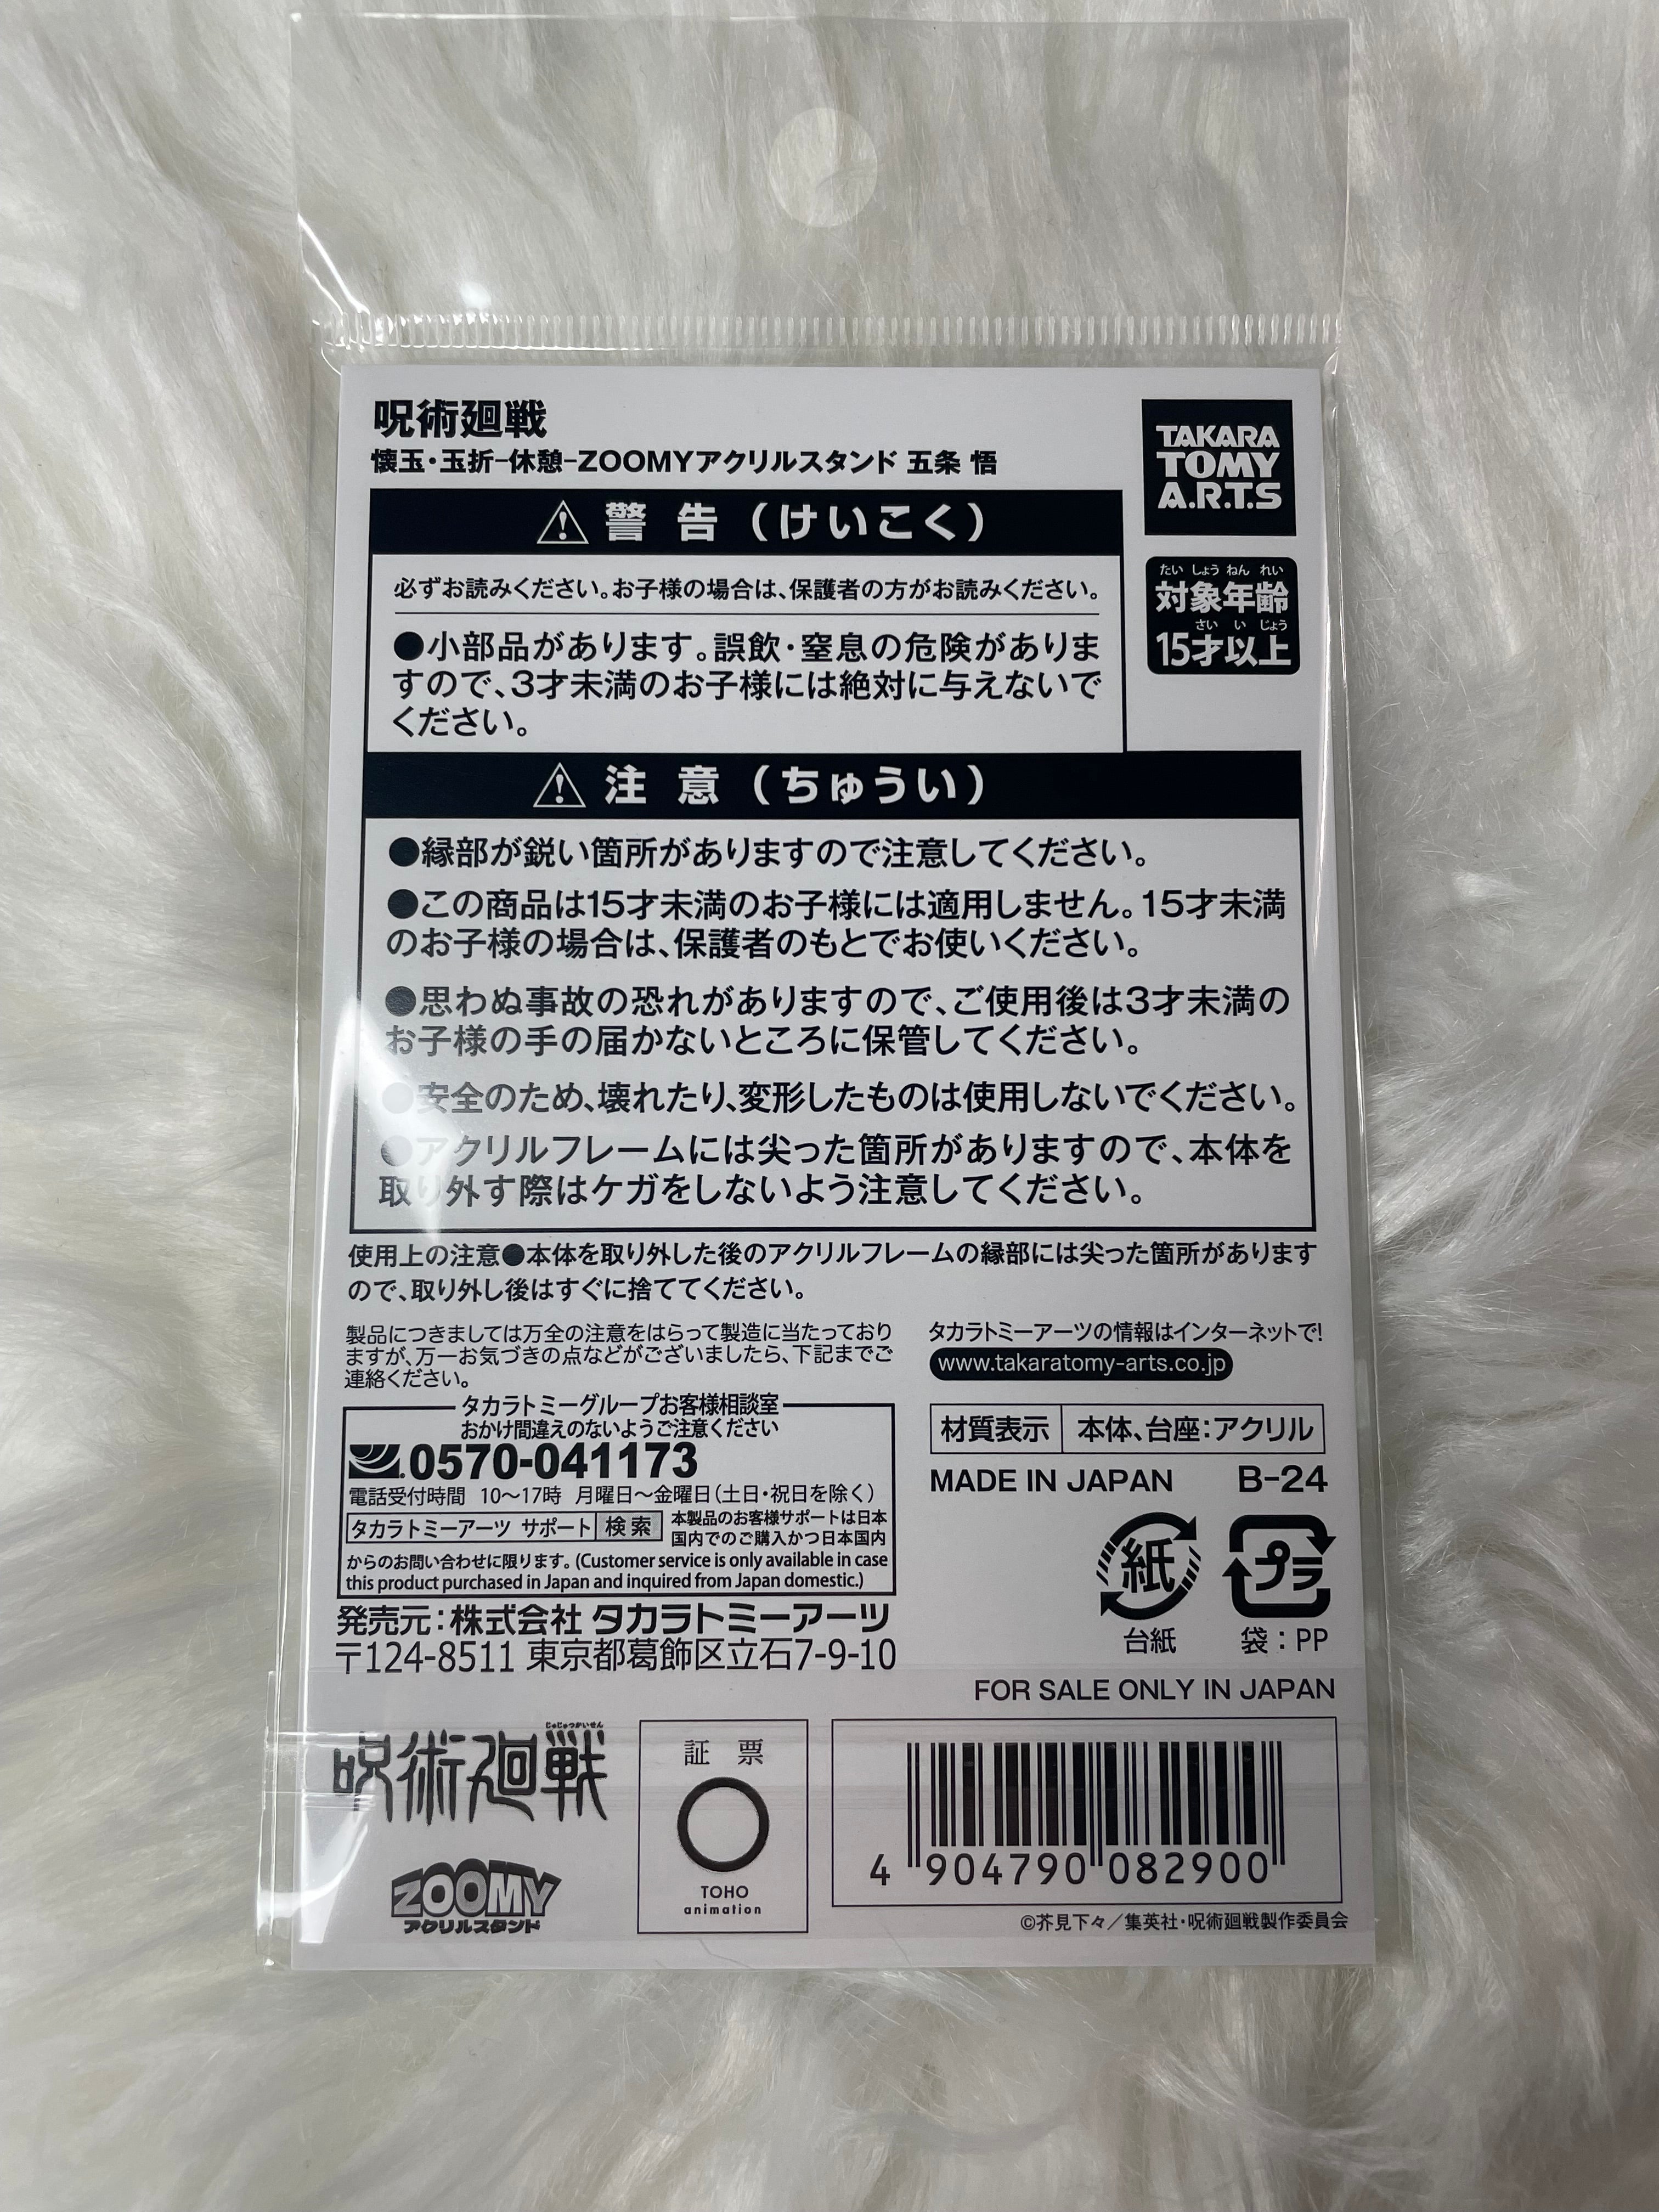 呪術廻戦
懐玉・玉折-休憩-ZOOMYアクリルスタンド 五条 悟
TAKARA
TOMY
A.R.T.S
⚠ 警 告 (けいこく)
たい しょう ねん れい
対象年齢
さい い じょう
15才以上
必ずお読みください。お子様の場合は、保護者の方がお読みください。
●小部品があります。誤飲・窒息の危険がありま
すので、3才未満のお子様には絶対に与えないで
ください。
⚠ 注 意 (ちゅうい)
●縁部が鋭い箇所がありますので注意してください。
●この商品は15才未満のお子様には適用しません。15才未満
のお子様の場合は、保護者のもとでお使いください。
●思わぬ事故の恐れがありますので、ご使用後は3才未満の
お子様の手の届かないところに保管してください。
●安全のため、壊れたり、変形したものは使用しないでください。
●アクリルフレームには尖った箇所がありますので、本体を
取り外す際はケガをしないよう注意してください。
使用上の注意●本体を取り外した後のアクリルフレームの縁部には尖った箇所があります
ので、取り外し後はすぐに捨ててください。
製品につきましては万全の注意をはらって製造に当たっており
ますが、万一お気づきの点などがございましたら、下記までご
連絡ください。
タカラトミーグループお客様相談室
おかけ間違えのないようご注意ください
0570-041173
電話受付時間 10〜17時 月曜日〜金曜日(土日・祝日を除く)
タカラトミーアーツ サポート 検索 本製品のお客様サポートは日本
国内でのご購入かつ日本国内
からのお問い合わせに限ります。(Customer service is only available in case
this product purchased in Japan and inquired from Japan domestic.)
発売元:株式会社 タカラトミーアーツ
〒124-8511 東京都葛飾区立石7-9-10
タカラトミーアーツの情報はインターネットで!
www.takaratomy-arts.co.jp
材質表示 本体、台座:アクリル
MADE IN JAPAN B-24
紙 プラ
台紙 袋:PP
FOR SALE ONLY IN JAPAN
じゅじゅつかいせん
呪術廻戦
ZOOMY
アクリルスタンド
証 票
TOHO
animation
4 904790 082900
©芥見下々/集英社・呪術廻戦製作委員会